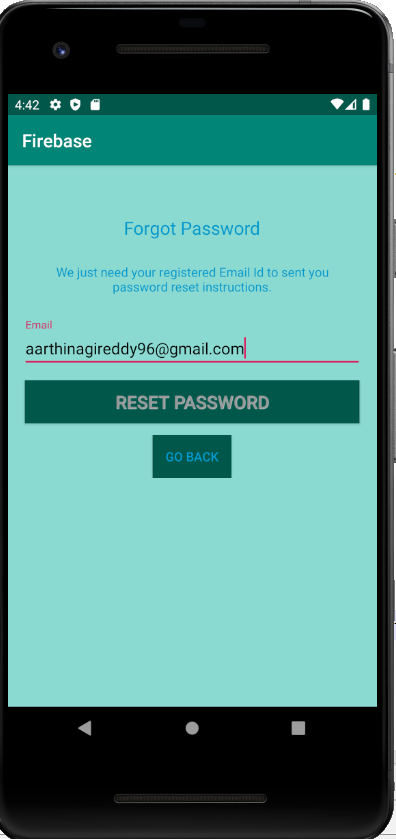 4:42
Firebase
Forgot Password
We just need your registered Email Id to sent you
password reset instructions.
Email
aarthinagireddy96@gmail.com
RESET PASSWORD
GO BACK